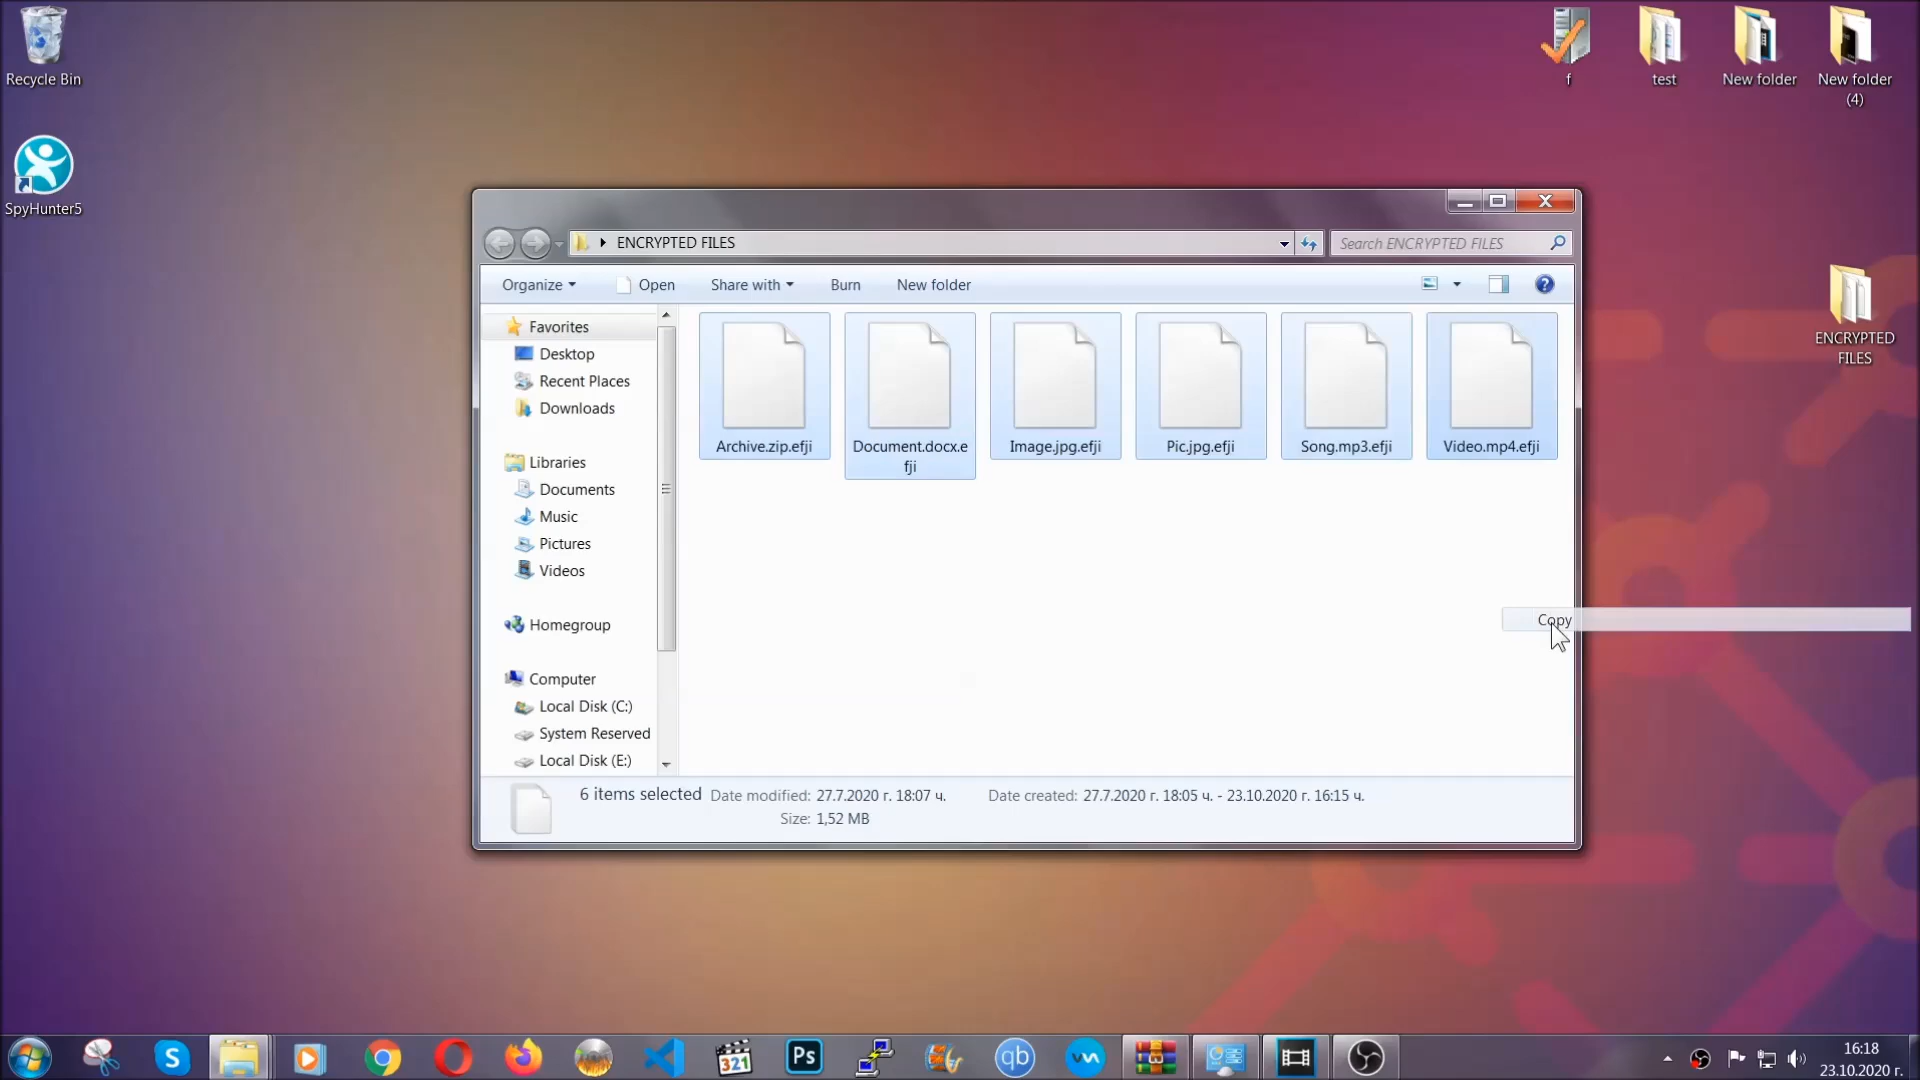 Recycle Bin
SpyHunter5
f
test
New folder
New folder
(4)
ENCRYPTED
FILES
ENCRYPTED FILES
Search ENCRYPTED FILES
Organize
Open
Share with
Burn
New folder
Favorites
Desktop
Recent Places
Downloads
Libraries
Documents
Music
Pictures
Videos
Homegroup
Computer
Local Disk (C:)
System Reserved
Local Disk (E:)
Archive.zip.efji
Document.docx.e
fji
Image.jpg.efji
Pic.jpg.efji
Song.mp3.efji
Video.mp4.efji
Copy
6 items selected
Date modified: 27.7.2020 г. 18:07 ч.
Date created: 27.7.2020 г. 18:05 ч. - 23.10.2020 г. 16:15 ч.
Size: 1,52 MB
S
321
Ps
qb
vm
16:18
23.10.2020 г.